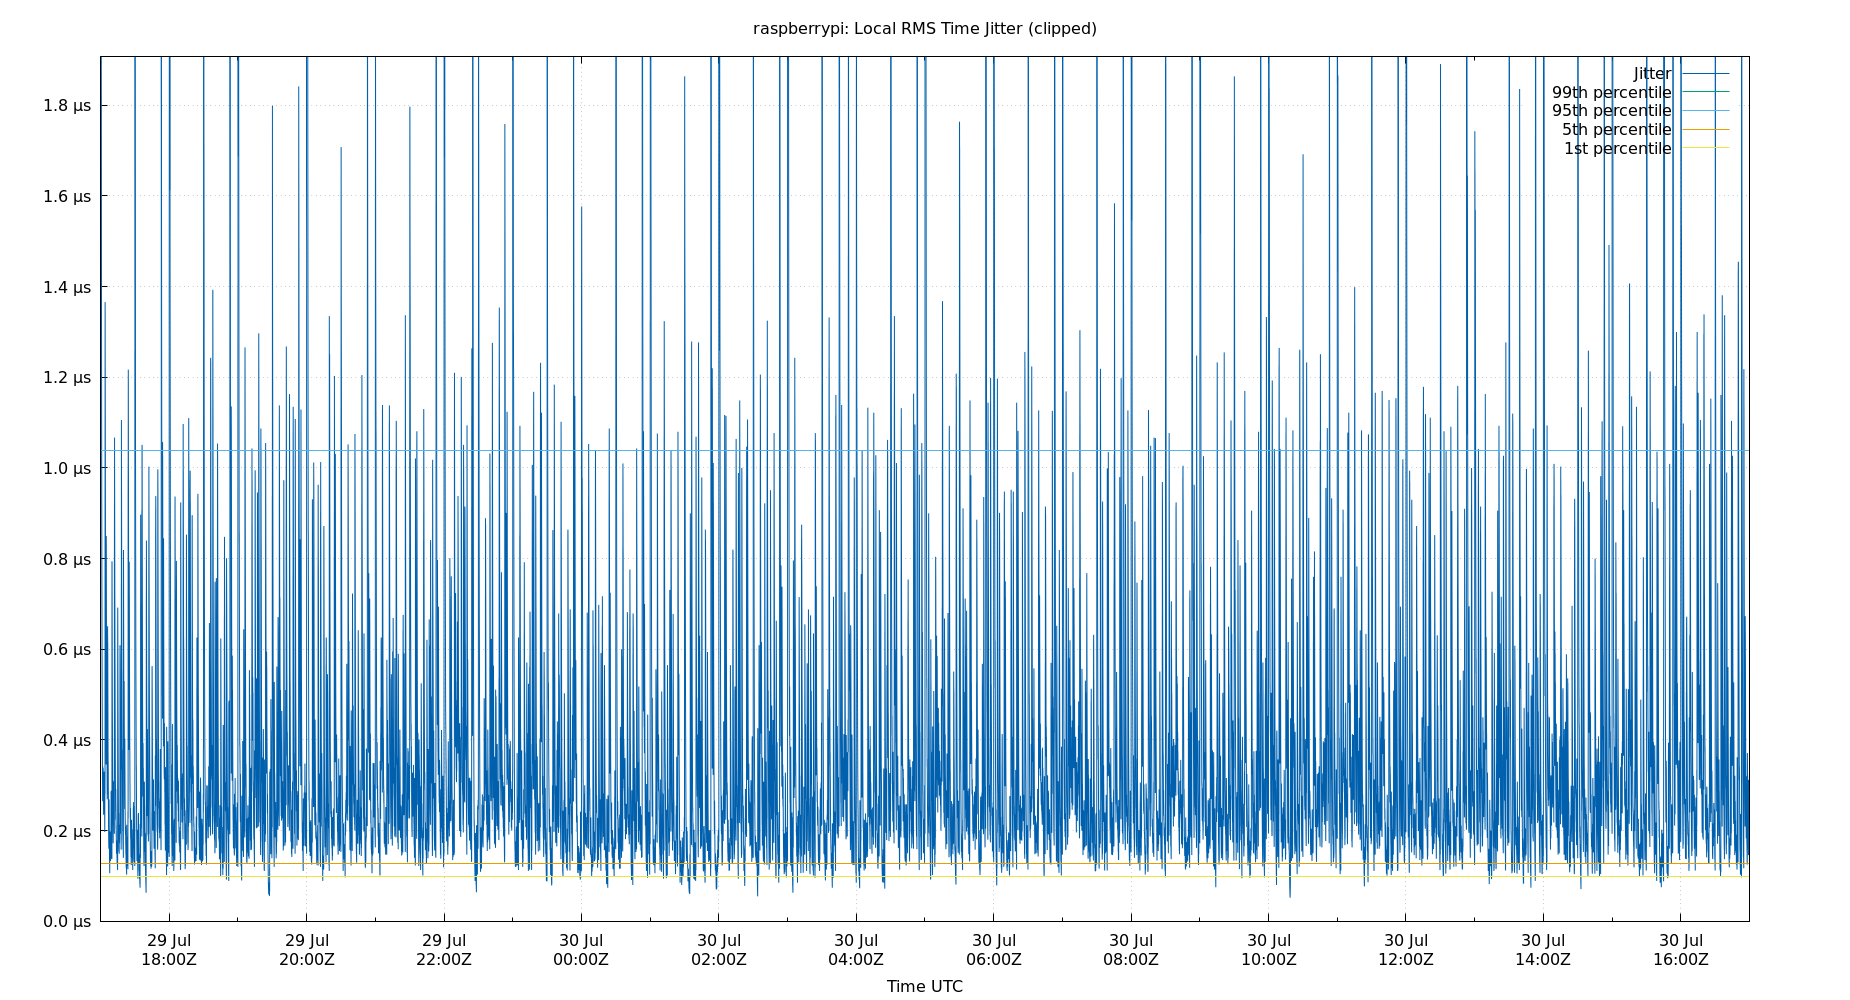 raspberrypi: Local RMS Time Jitter (clipped)
Jitter
99th percentile
95th percentile
5th percentile
1st percentile
1.8 μs
1.6 μs
1.4 μs
1.2 μs
1.0 μs
0.8 μs
0.6 μs
0.4 μs
0.2 μs
0.0 μs
29 Jul 29 Jul 29 Jul 30 Jul 30 Jul 30 Jul 30 Jul 30 Jul 30 Jul 30 Jul 30 Jul 30 Jul
18:00Z 20:00Z 22:00Z 00:00Z 02:00Z 04:00Z 06:00Z 08:00Z 10:00Z 12:00Z 14:00Z 16:00Z
Time UTC